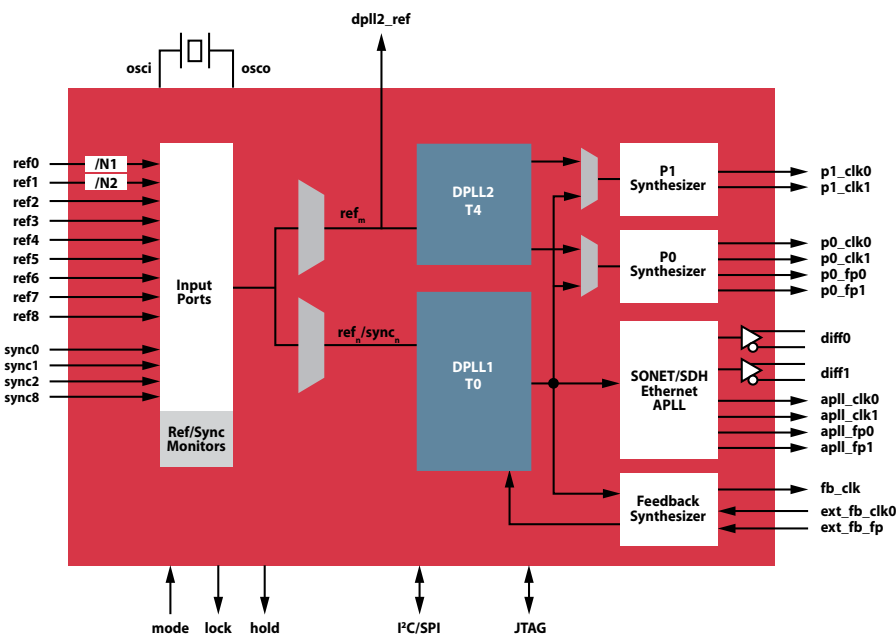 dpll2_ref
osci
osco
ref0
/N1
ref1
/N2
ref2
ref3
ref4
ref5
ref6
ref7
ref8
sync0
sync1
sync2
sync8
Input
Ports
Ref/Sync
Monitors
refm
refn/syncn
DPLL2
T4
DPLL1
T0
P1
Synthesizer
P0
Synthesizer
SONET/SDH
Ethernet
APLL
Feedback
Synthesizer
p1_clk0
p1_clk1
p0_clk0
p0_clk1
p0_fp0
p0_fp1
diff0
diff1
apll_clk0
apll_clk1
apll_fp0
apll_fp1
fb_clk
ext_fb_clk0
ext_fb_fp
mode
lock
hold
I²C/SPI
JTAG